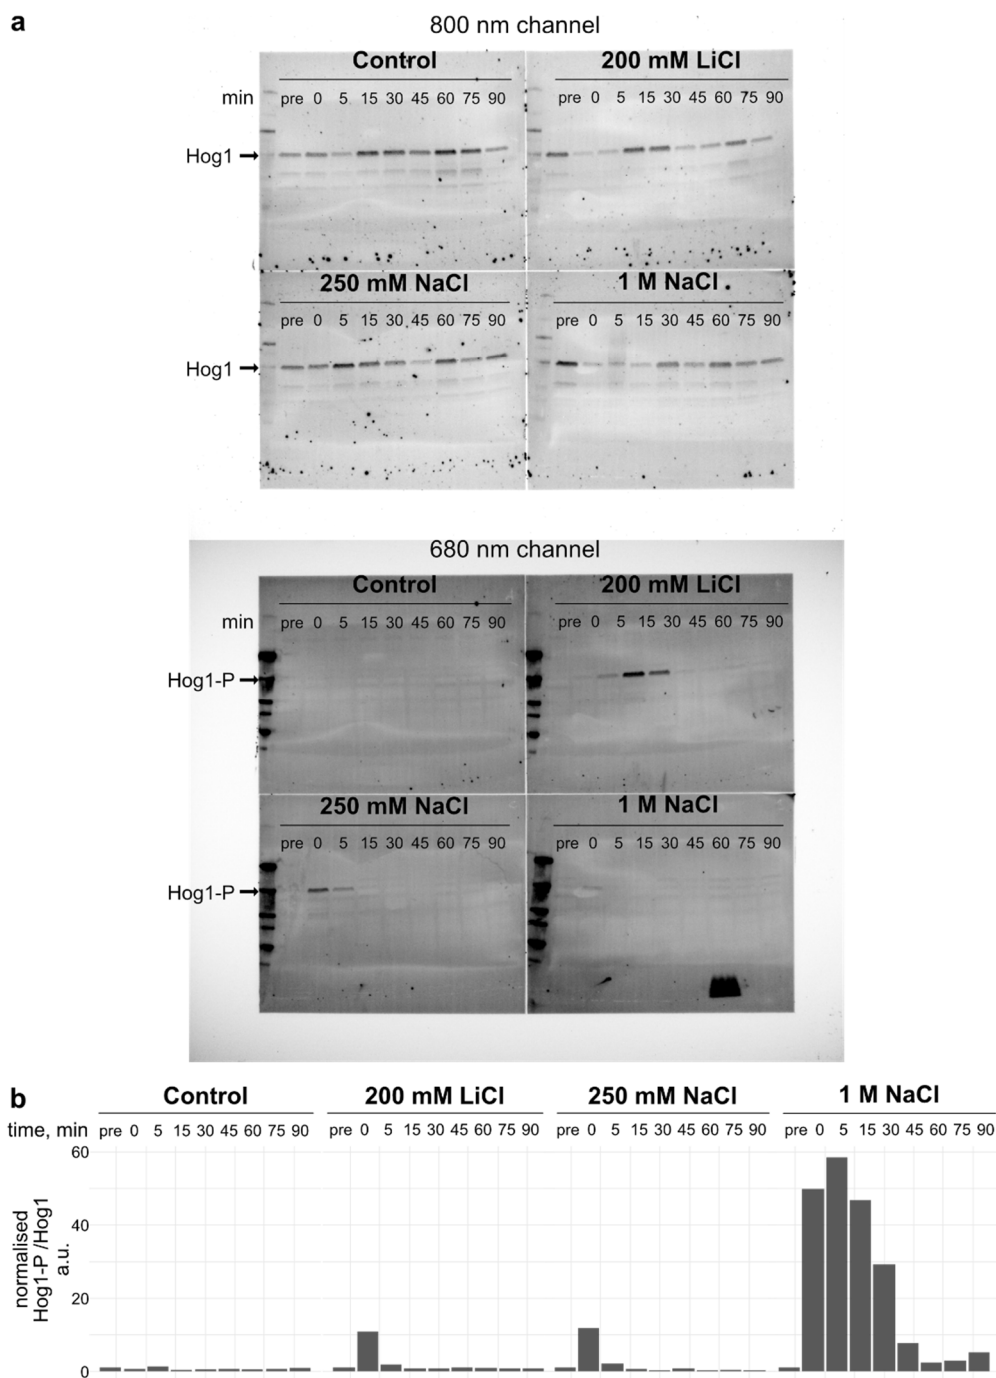 a
800 nm channel
Control
200 mM LiCl
min pre 0 5 15 30 45 60 75 90
pre 0 5 15 30 45 60 75 90
Hog1
250 mM NaCl
1 M NaCl
pre 0 5 15 30 45 60 75 90
pre 0 5 15 30 45 60 75 90
Hog1
680 nm channel
Control
200 mM LiCl
min pre 0 5 15 30 45 60 75 90
pre 0 5 15 30 45 60 75 90
Hog1-P
250 mM NaCl
1 M NaCl
pre 0 5 15 30 45 60 75 90
pre 0 5 15 30 45 60 75 90
Hog1-P
b
Control
200 mM LiCl
250 mM NaCl
1 M NaCl
time, min pre 0 5 15 30 45 60 75 90
pre 0 5 15 30 45 60 75 90
pre 0 5 15 30 45 60 75 90
pre 0 5 15 30 45 60 75 90
normalised
Hog1-P /Hog1
a.u.
60
40
20
0